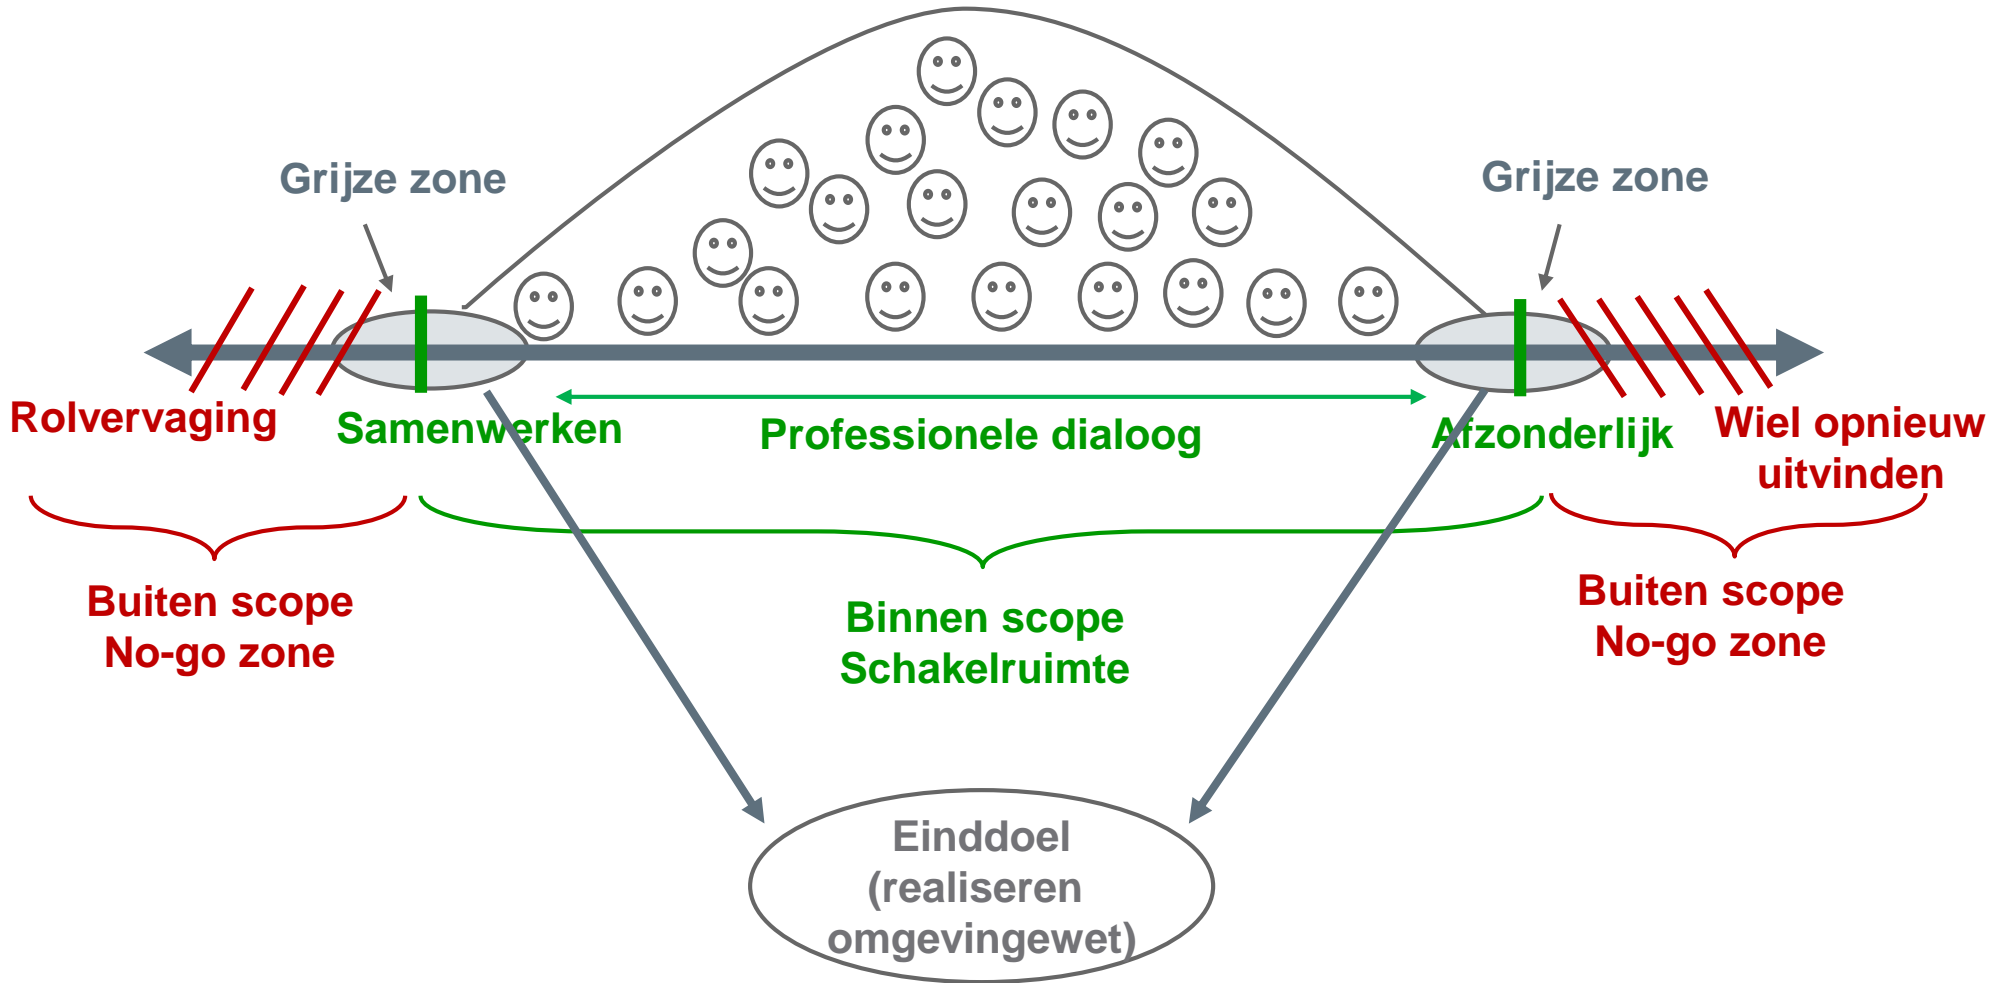 Grijze zone
Grijze zone
Rolvervaging
Samenwerken
Professionele dialoog
Afzonderlijk
Wiel opnieuw
uitvinden
Buiten scope
No-go zone
Binnen scope
Schakelruimte
Buiten scope
No-go zone
Einddoel
(realiseren
omgevingewet)